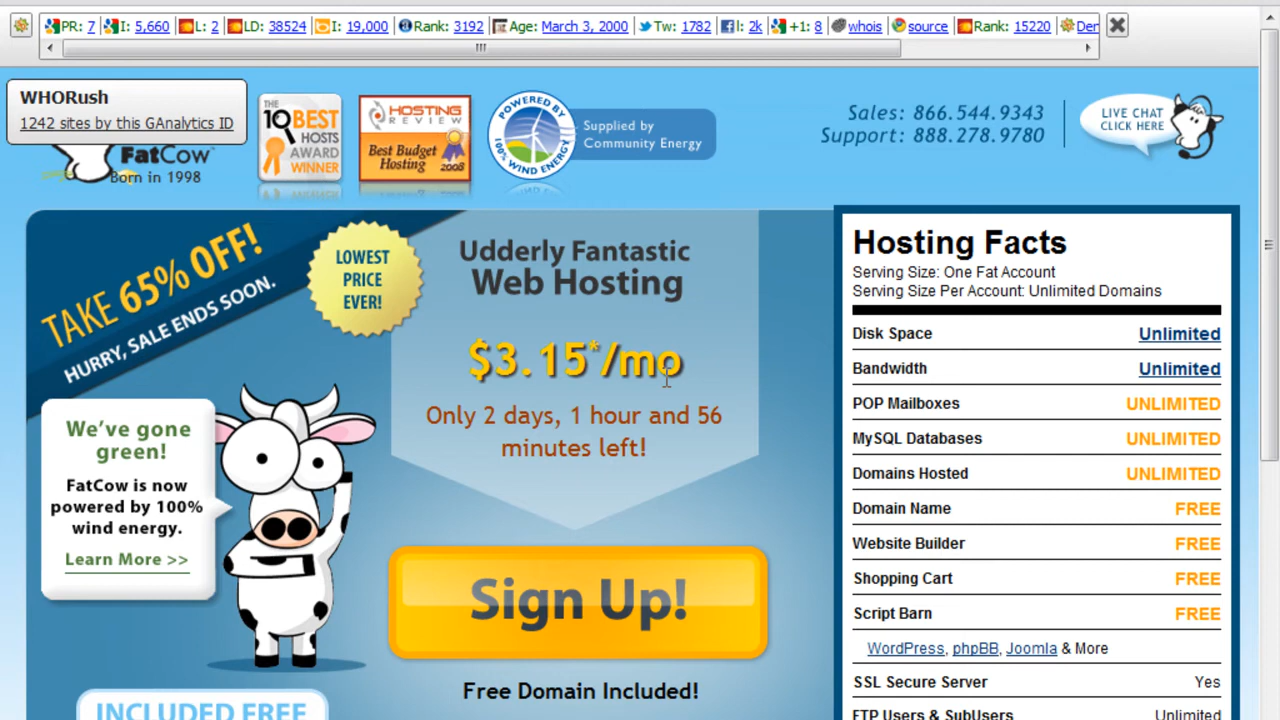 PR: 7 I: 5,660 L: 2 LD: 38524 I: 19,000 Rank: 3192 Age: March 3, 2000 Tw: 1782 I: 2k +1: 8 whois source Rank: 15220 Der
WHORush
1242 sites by this GAnalytics ID
FatCow™
Born in 1998
THE
10 BEST
HOSTS
AWARD
WINNER
HOSTING
REVIEW
Best Budget
Hosting
2008
POWERED BY
100% WIND ENERGY
Supplied by
Community Energy
Sales: 866.544.9343
Support: 888.278.9780
LIVE CHAT
CLICK HERE
TAKE 65% OFF!
HURRY, SALE ENDS SOON.
LOWEST
PRICE
EVER!
Udderly Fantastic
Web Hosting
$3.15*/mo
Only 2 days, 1 hour and 56
minutes left!
We've gone
green!
FatCow is now
powered by 100%
wind energy.
Learn More >>
Sign Up!
Free Domain Included!
INCLUDED FREE
Hosting Facts
Serving Size: One Fat Account
Serving Size Per Account: Unlimited Domains
Disk Space Unlimited
Bandwidth Unlimited
POP Mailboxes UNLIMITED
MySQL Databases UNLIMITED
Domains Hosted UNLIMITED
Domain Name FREE
Website Builder FREE
Shopping Cart FREE
Script Barn FREE
WordPress, phpBB, Joomla & More
SSL Secure Server Yes
FTP Users & SubUsers Unlimited